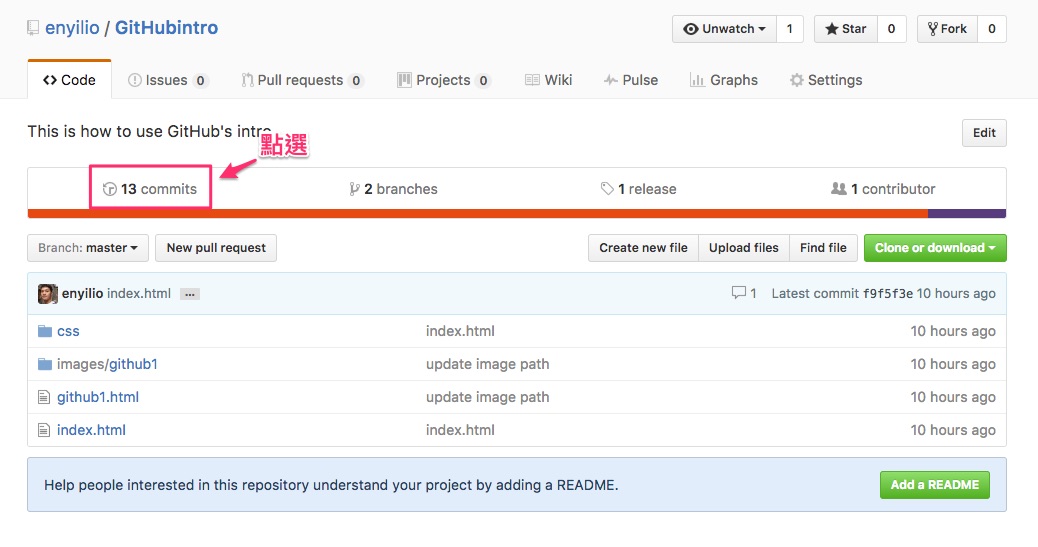 enyilio / GitHubintro
Unwatch 1 Star 0 Fork 0
Code Issues 0 Pull requests 0 Projects 0 Wiki Pulse Graphs Settings
This is how to use GitHub's intro
Edit
點選
13 commits 2 branches 1 release 1 contributor
Branch: master New pull request Create new file Upload files Find file Clone or download
enyilio index.html ... 1 Latest commit f9f5f3e 10 hours ago
css index.html 10 hours ago
images/github1 update image path 10 hours ago
github1.html update image path 10 hours ago
index.html index.html 10 hours ago
Help people interested in this repository understand your project by adding a README. Add a README